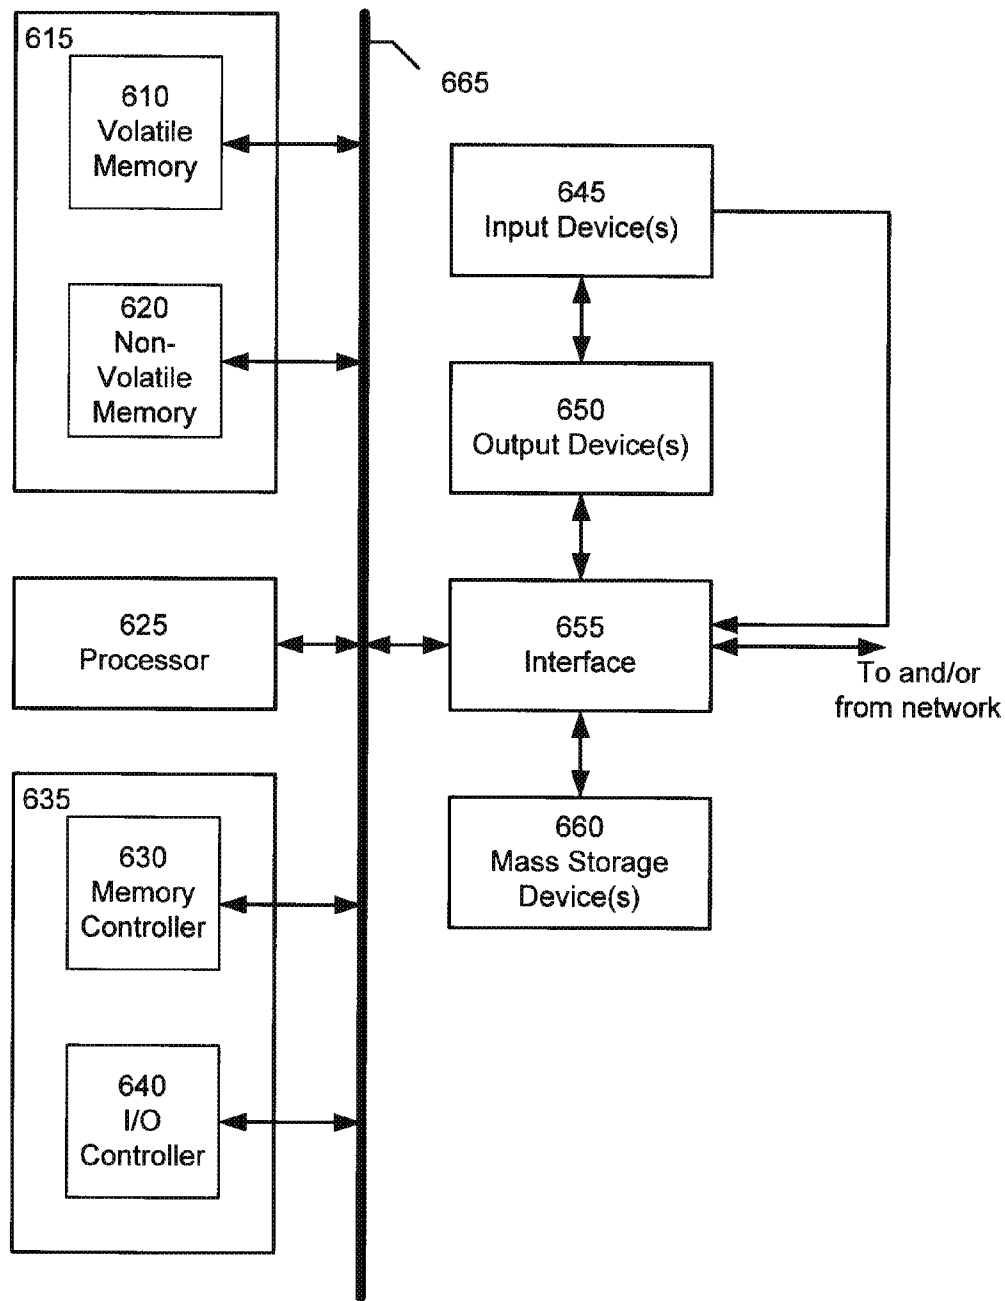 615
610
Volatile
Memory
620
Non-
Volatile
Memory
665
645
Input Device(s)
650
Output Device(s)
625
Processor
655
Interface
To and/or
from network
635
630
Memory
Controller
660
Mass Storage
Device(s)
640
I/O
Controller